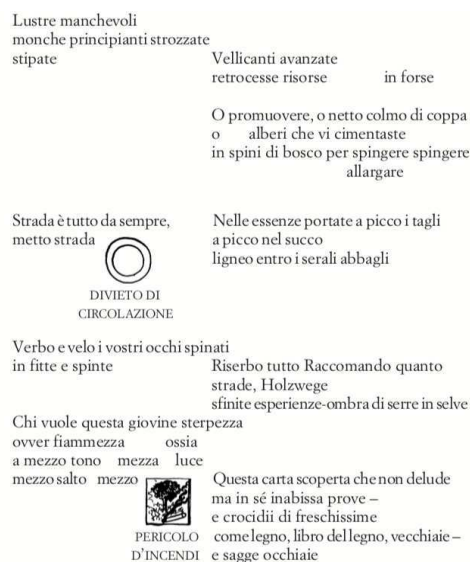 Lustre manchevoli
monche principianti strozzate
stipate Vellicanti avanzate
retrocesse risorse in forse
O promuovere, o netto colmo di coppa
o alberi che vi cimentaste
in spini di bosco per spingere spingere
allargare
Strada è tutto da sempre, Nelle essenze portate a picco i tagli
metto strada a picco nel succo
ligneo entro i serali abbagli
DIVIETO DI
CIRCOLAZIONE
Verbo e velo i vostri occhi spinati
in fitte e spinte Riserbo tutto Raccomando quanto
strade, Holzwege
sfinite esperienze-ombra di serre in selve
Chi vuole questa giovine sterpezza
ovver fiammezza ossia
a mezzo tono mezza luce
mezzo salto mezzo Questa carta scoperta che non delude
ma in sé inabissa prove –
e crocidii di freschissime
PERICOLO come legno, libro del legno, vecchiaie –
D'INCENDI e sagge occhiaie